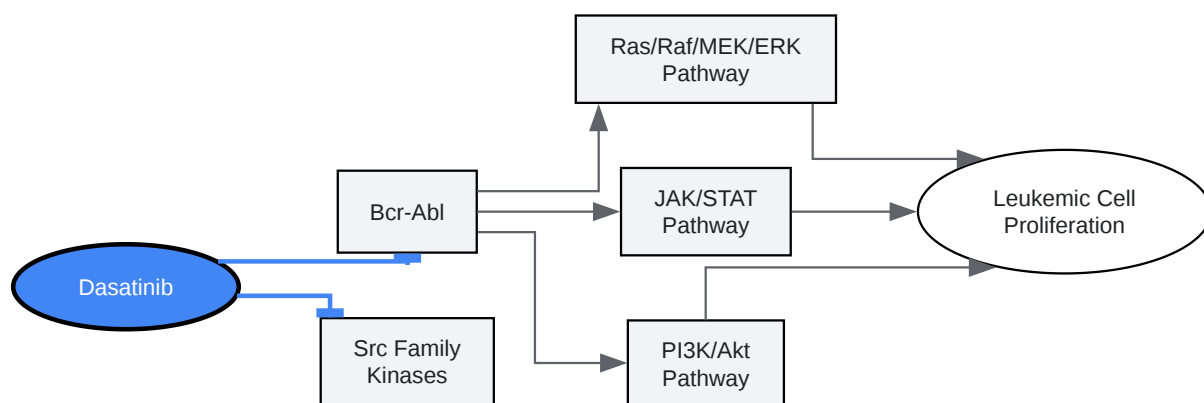 Ras/Raf/MEK/ERK
Pathway
Bcr-Abl
JAK/STAT
Pathway
Leukemic Cell
Proliferation
Dasatinib
Src Family
Kinases
PI3K/Akt
Pathway